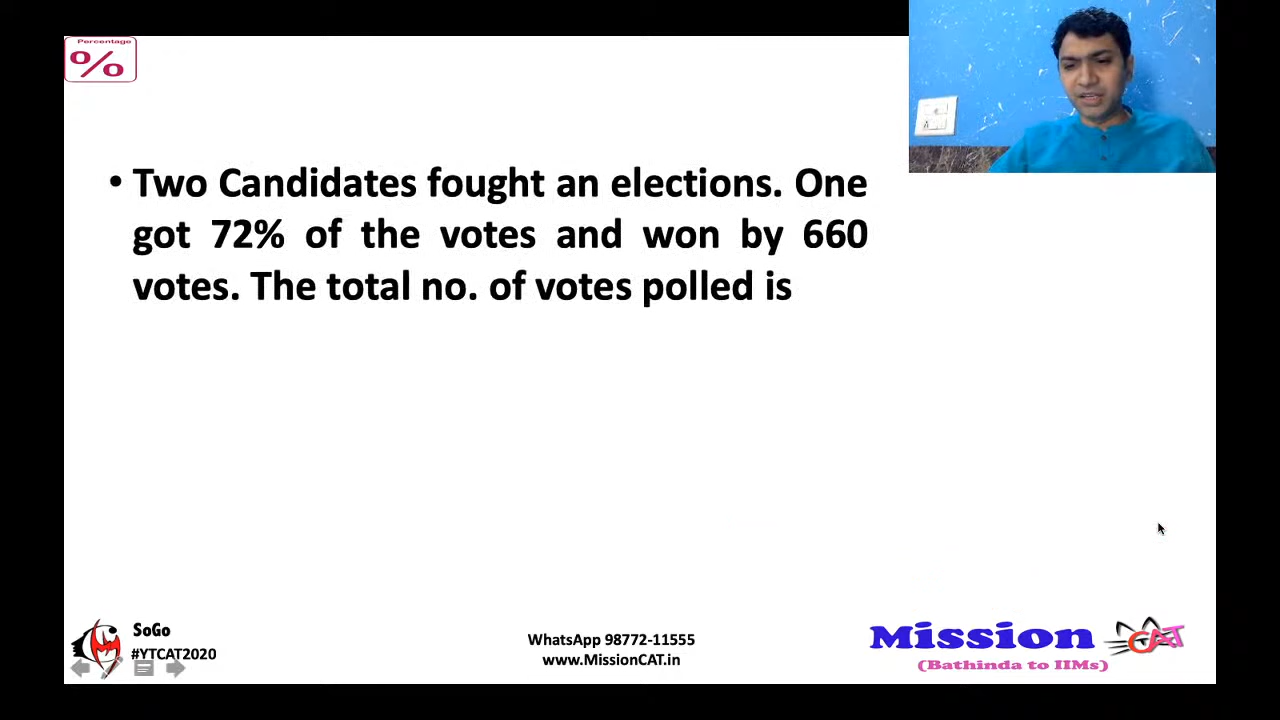 Percentage
%
• Two Candidates fought an elections. One
got 72% of the votes and won by 660
votes. The total no. of votes polled is
SoGo
#YTCAT2020
WhatsApp 98772-11555
www.MissionCAT.in
Mission CAT
(Bathinda to IIMs)